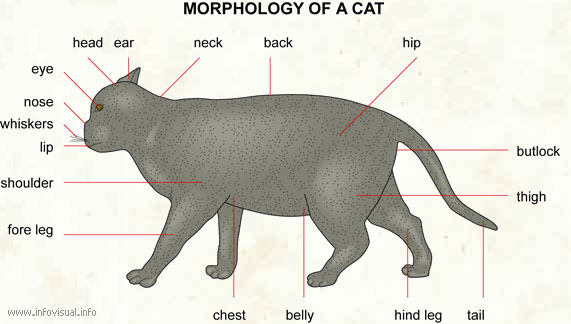 MORPHOLOGY OF A CAT
head ear neck back hip
eye
nose
whiskers
lip
butlock
shoulder
thigh
fore leg
chest belly hind leg tail
www.infovisual.info